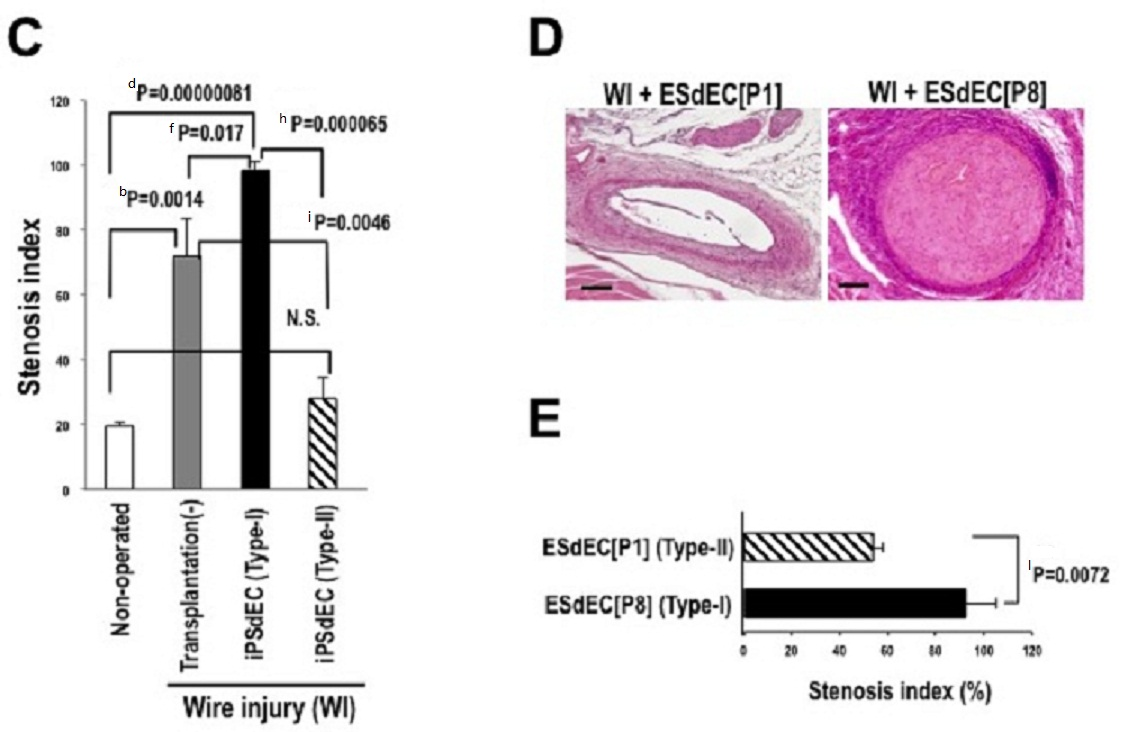 C
dP=0.00000081
f P=0.017
h P=0.000065
bP=0.0014
i P=0.0046
N.S.
Stenosis index
120
100
80
60
40
20
0
Non-operated
Transplantation(-)
iPSdEC (Type-I)
iPSdEC (Type-II)
Wire injury (WI)
D
WI + ESdEC[P1]
WI + ESdEC[P8]
E
ESdEC[P1] (Type-II)
ESdEC[P8] (Type-I)
lP=0.0072
0 20 40 60 80 100 120
Stenosis index (%)